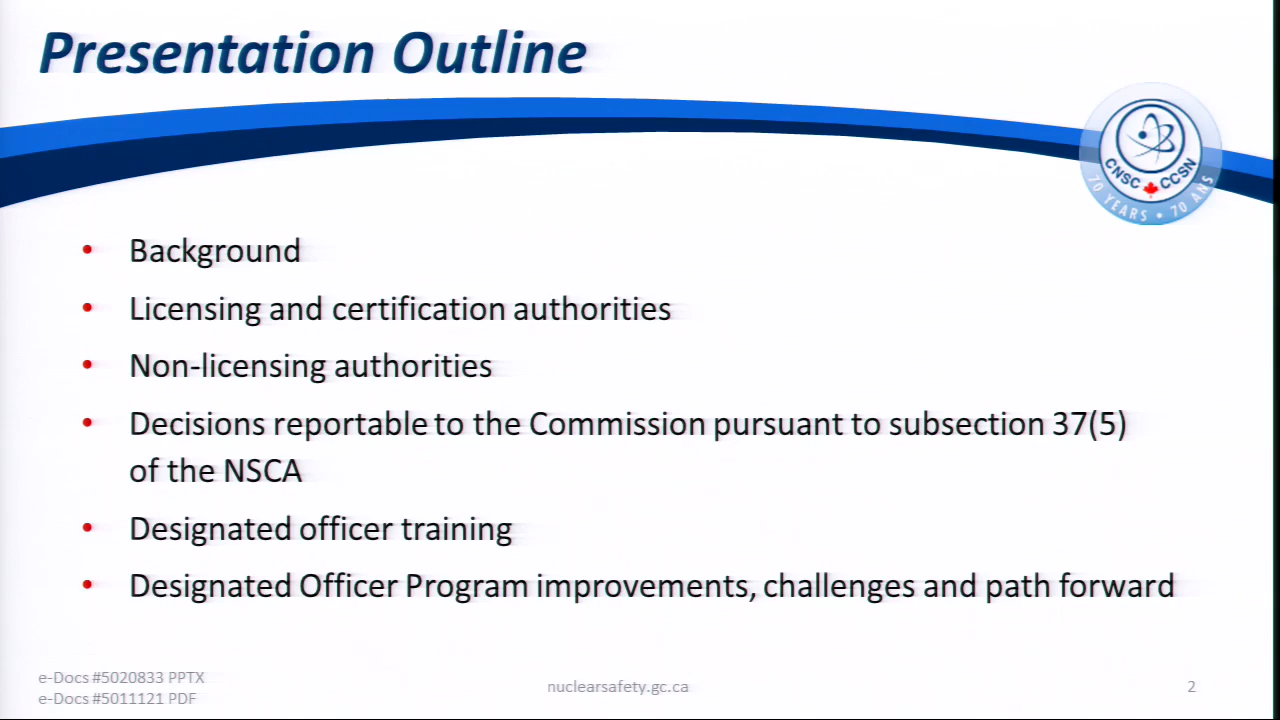 Presentation Outline
CNSC CCSN
70 YEARS • 70 ANS
• Background
• Licensing and certification authorities
• Non-licensing authorities
• Decisions reportable to the Commission pursuant to subsection 37(5)
of the NSCA
• Designated officer training
• Designated Officer Program improvements, challenges and path forward
e-Docs #5020833 PPTX
e-Docs #5011121 PDF
nuclearsafety.gc.ca
2